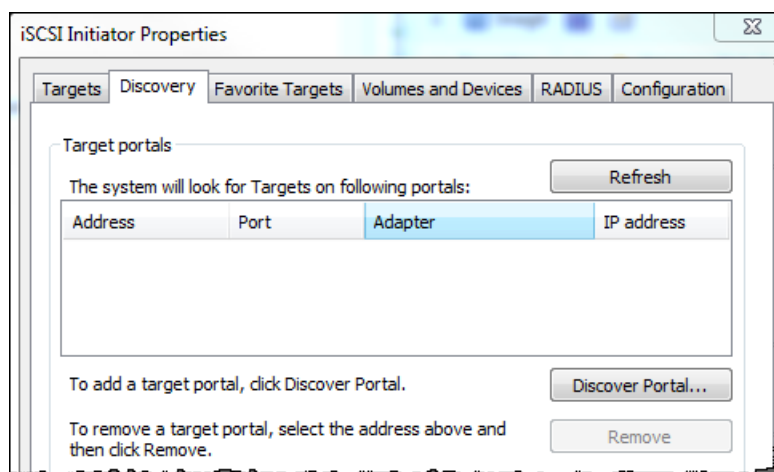 iSCSI Initiator Properties
Targets Discovery Favorite Targets Volumes and Devices RADIUS Configuration
Target portals
The system will look for Targets on following portals: Refresh
Address Port Adapter IP address
To add a target portal, click Discover Portal. Discover Portal...
To remove a target portal, select the address above and
then click Remove.
Remove